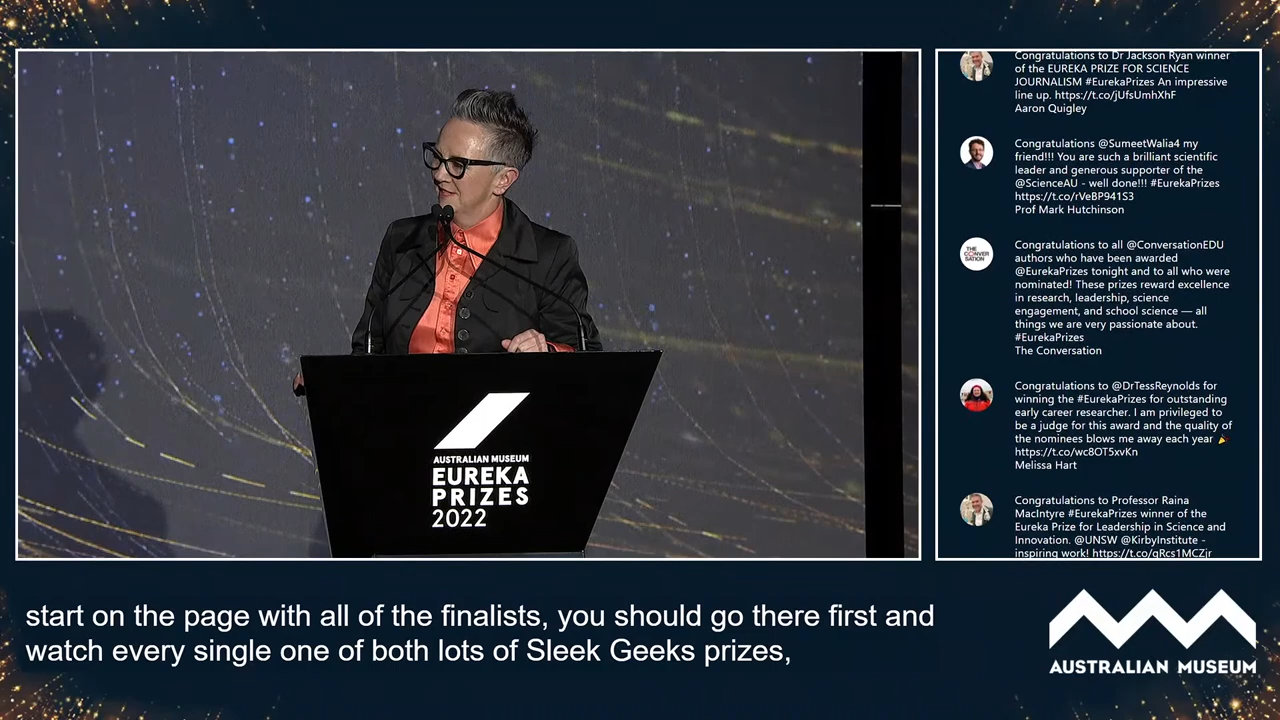 AUSTRALIAN MUSEUM
EUREKA
PRIZES
2022
Congratulations to Dr Jackson Ryan winner
of the EUREKA PRIZE FOR SCIENCE
JOURNALISM #EurekaPrizes An impressive
line up. https://t.co/jUfsUmhXhF
Aaron Quigley
Congratulations @SumeetWalia4 my
friend!!! You are such a brilliant scientific
leader and generous supporter of the
@ScienceAU - well done!!! #EurekaPrizes
https://t.co/rVeBP941S3
Prof Mark Hutchinson
THE
CONVER
SATION
Congratulations to all @ConversationEDU
authors who have been awarded
@EurekaPrizes tonight and to all who were
nominated! These prizes reward excellence
in research, leadership, science
engagement, and school science — all
things we are very passionate about.
#EurekaPrizes
The Conversation
Congratulations to @DrTessReynolds for
winning the #EurekaPrizes for outstanding
early career researcher. I am privileged to
be a judge for this award and the quality of
the nominees blows me away each year 🎉
https://t.co/wc8OT5xvKn
Melissa Hart
Congratulations to Professor Raina
MacIntyre #EurekaPrizes winner of the
Eureka Prize for Leadership in Science and
Innovation. @UNSW @KirbyInstitute -
inspiring work! https://t.co/qRcs1MCZjr
start on the page with all of the finalists, you should go there first and
watch every single one of both lots of Sleek Geeks prizes,
AUSTRALIAN MUSEUM